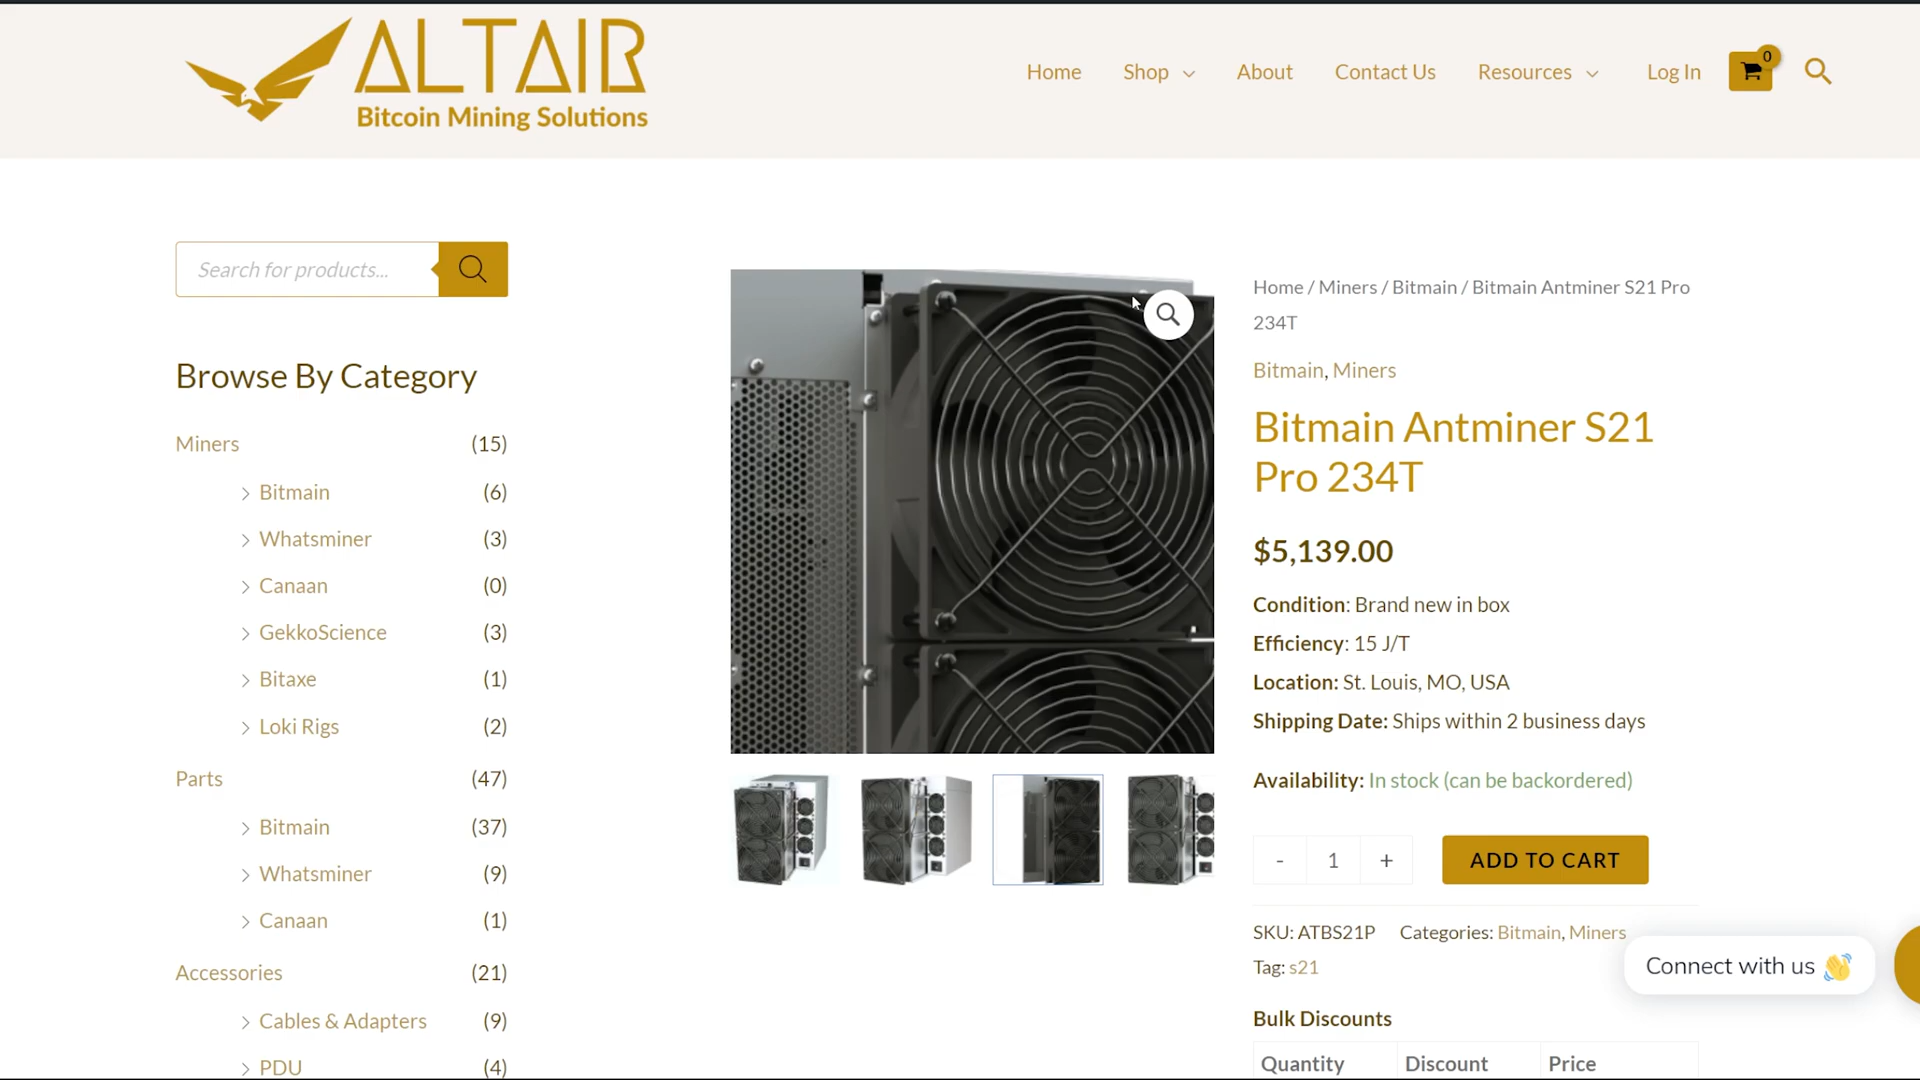 ALTAIR
Bitcoin Mining Solutions
Home
Shop
About
Contact Us
Resources
Log In
0
Search for products...
Browse By Category
Miners (15)
Bitmain (6)
Whatsminer (3)
Canaan (0)
GekkoScience (3)
Bitaxe (1)
Loki Rigs (2)
Parts (47)
Bitmain (37)
Whatsminer (9)
Canaan (1)
Accessories (21)
Cables & Adapters (9)
PDU (4)
Home / Miners / Bitmain / Bitmain Antminer S21 Pro
234T
Bitmain, Miners
Bitmain Antminer S21
Pro 234T
$5,139.00
Condition: Brand new in box
Efficiency: 15 J/T
Location: St. Louis, MO, USA
Shipping Date: Ships within 2 business days
Availability: In stock (can be backordered)
- 1 +
ADD TO CART
SKU: ATBS21P Categories: Bitmain, Miners
Tag: s21
Connect with us 👋
Bulk Discounts
Quantity Discount Price